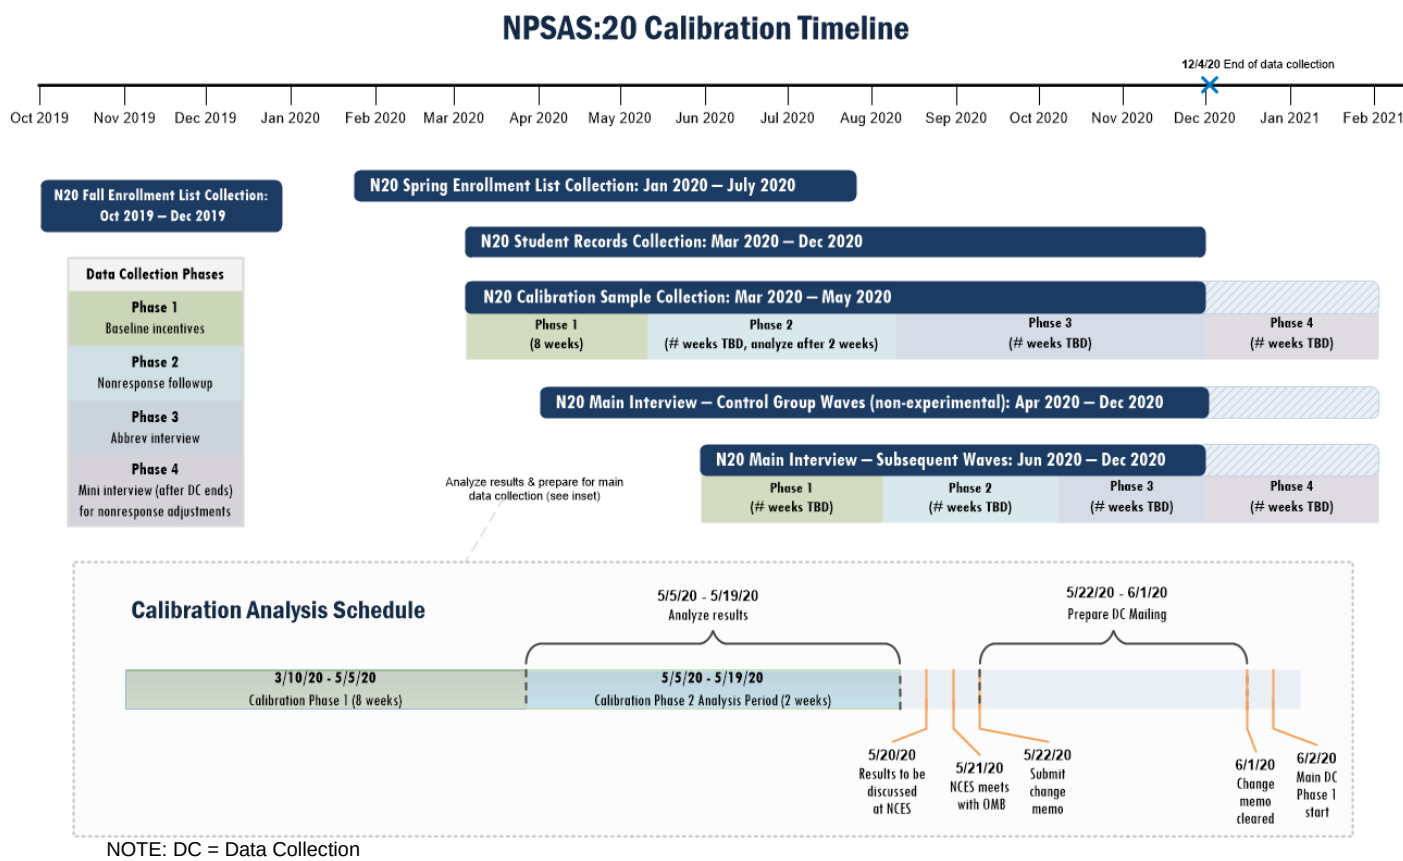 NPSAS:20 Calibration Timeline
12/4/20 End of data collection
Oct 2019 Nov 2019 Dec 2019 Jan 2020 Feb 2020 Mar 2020 Apr 2020 May 2020 Jun 2020 Jul 2020 Aug 2020 Sep 2020 Oct 2020 Nov 2020 Dec 2020 Jan 2021 Feb 2021
N20 Fall Enrollment List Collection:
Oct 2019 – Dec 2019
N20 Spring Enrollment List Collection: Jan 2020 – July 2020
N20 Student Records Collection: Mar 2020 – Dec 2020
Data Collection Phases
Phase 1
Baseline incentives
Phase 2
Nonresponse followup
Phase 3
Abbrev interview
Phase 4
Mini interview (after DC ends)
for nonresponse adjustments
N20 Calibration Sample Collection: Mar 2020 – May 2020
Phase 1
(8 weeks)
Phase 2
(# weeks TBD, analyze after 2 weeks)
Phase 3
(# weeks TBD)
Phase 4
(# weeks TBD)
N20 Main Interview – Control Group Waves (non-experimental): Apr 2020 – Dec 2020
N20 Main Interview – Subsequent Waves: Jun 2020 – Dec 2020
Phase 1
(# weeks TBD)
Phase 2
(# weeks TBD)
Phase 3
(# weeks TBD)
Phase 4
(# weeks TBD)
Analyze results & prepare for main
data collection (see inset)
Calibration Analysis Schedule
5/5/20 - 5/19/20
Analyze results
5/22/20 - 6/1/20
Prepare DC Mailing
3/10/20 - 5/5/20
Calibration Phase 1 (8 weeks)
5/5/20 - 5/19/20
Calibration Phase 2 Analysis Period (2 weeks)
5/20/20
Results to be
discussed
at NCES
5/21/20
NCES meets
with OMB
5/22/20
Submit
change
memo
6/1/20
Change
memo
cleared
6/2/20
Main DC
Phase 1
start
NOTE: DC = Data Collection